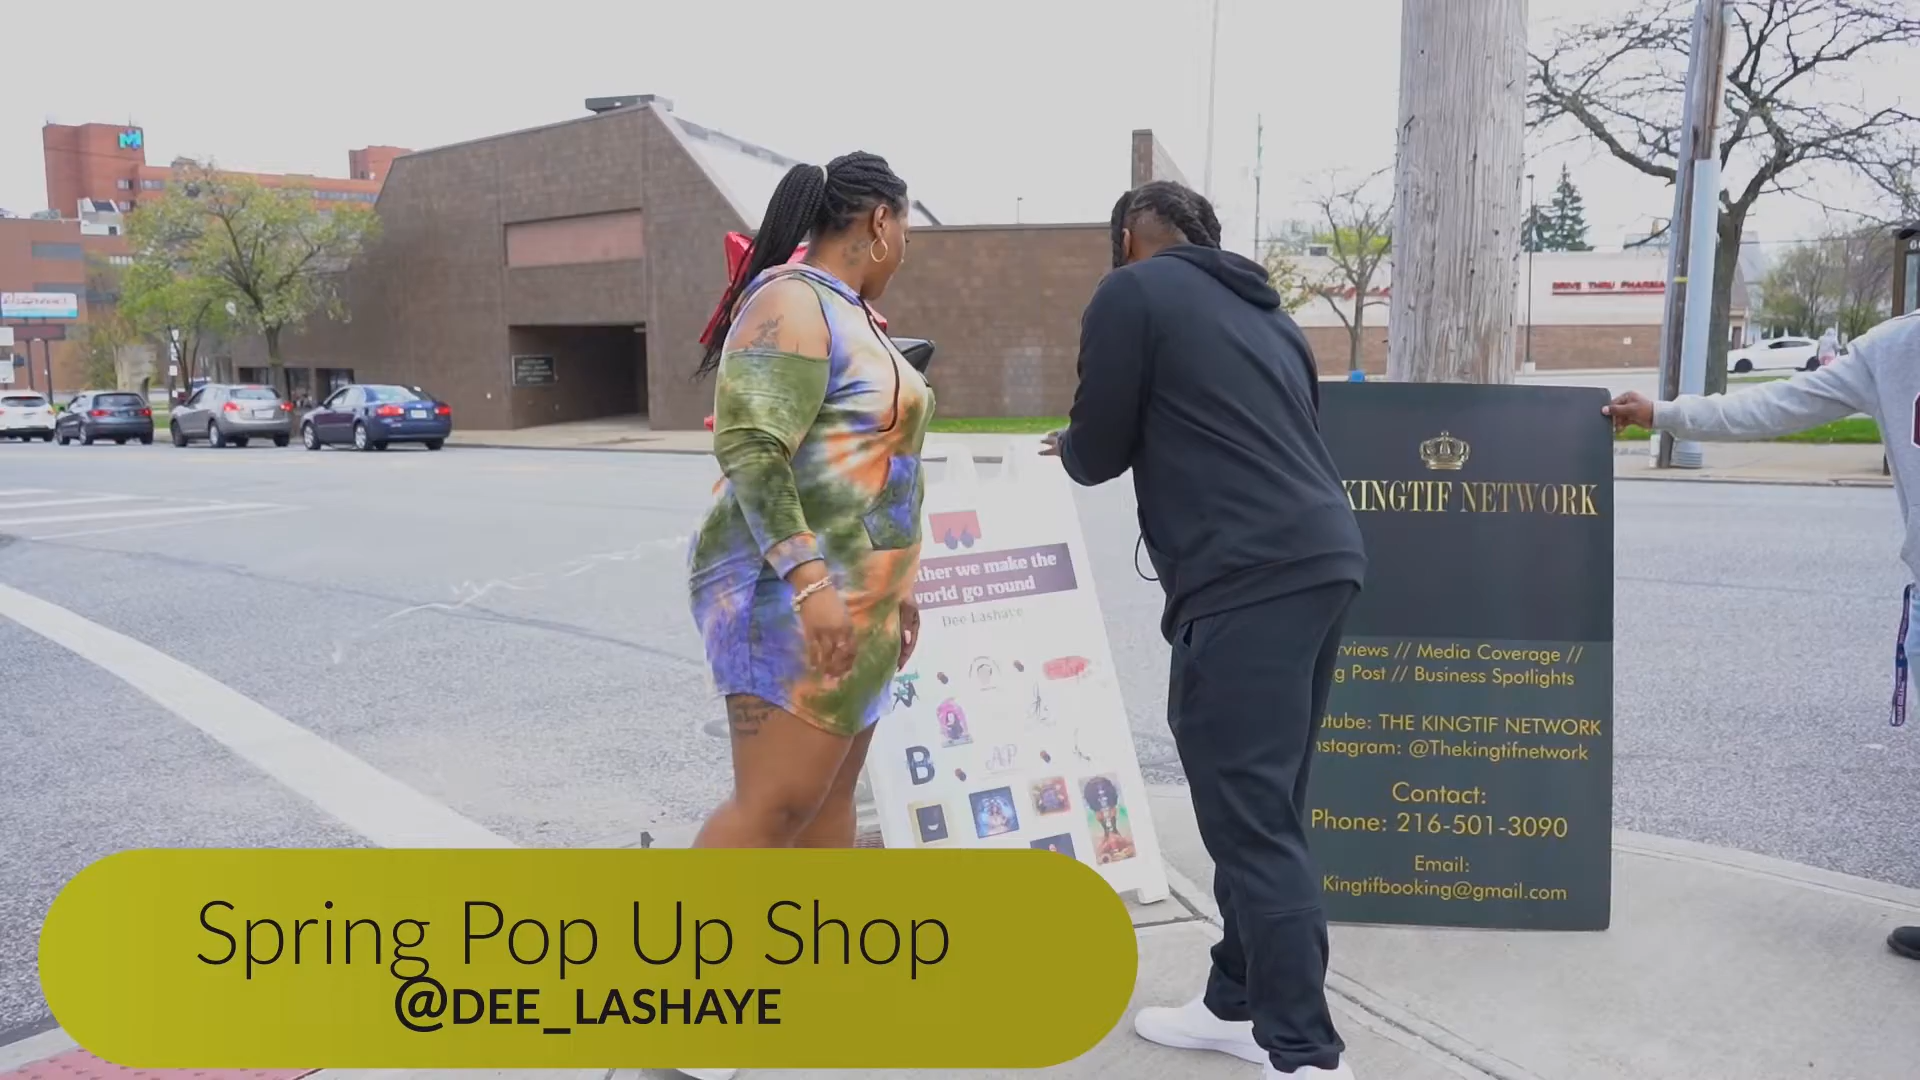 DRIVE THRU PHARMA
KINGTIF NETWORK
ther we make the
world go round
Dee Lashaye
rviews // Media Coverage //
g Post // Business Spotlights
utube: THE KINGTIF NETWORK
nstagram: @Thekingtifnetwork
B
AP
Contact:
Phone: 216-501-3090
Email:
Kingtifbooking@gmail.com
Spring Pop Up Shop
@DEE_LASHAYE